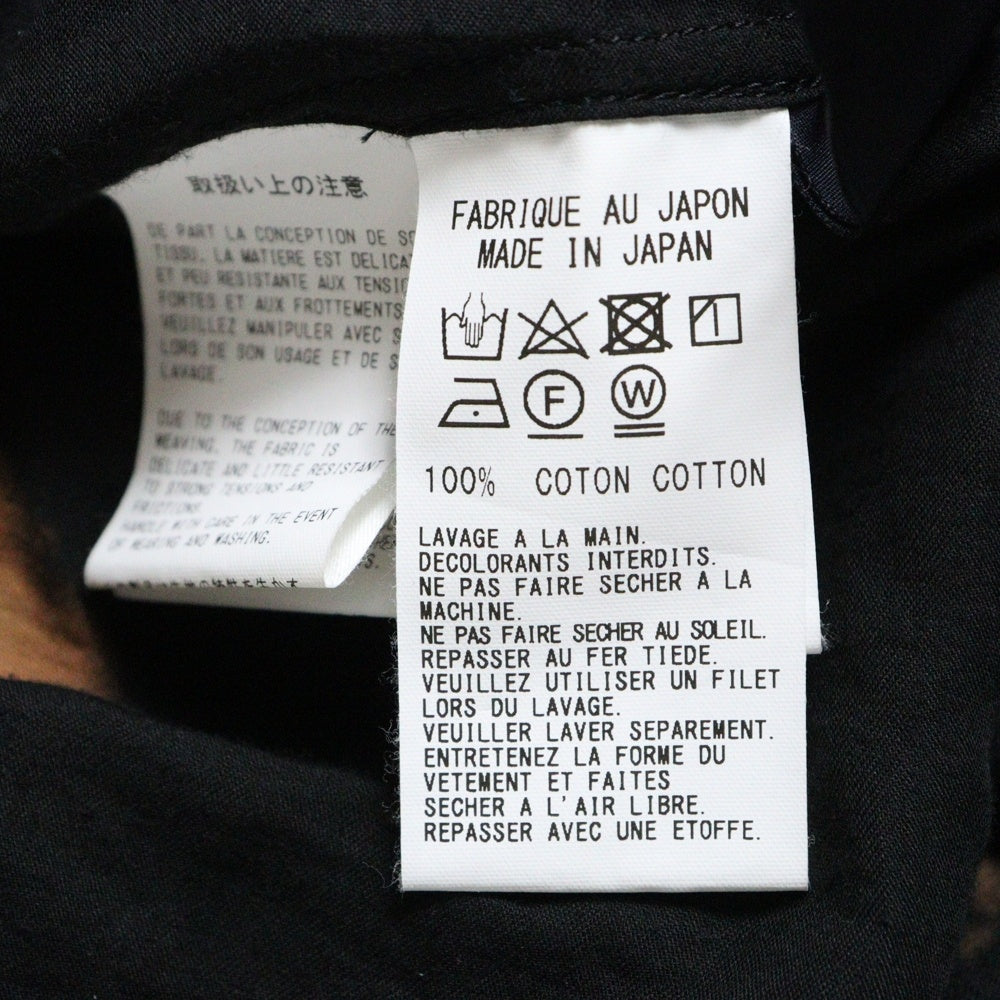 取扱い上の注意
DE PART LA CONCEPTION DE
TISSU, LA MATIERE EST
ET PEU RESISTANTE AUX
FORTES ET AUX FROTTEMENTS
VEUILLEZ MANIPULER AVEC
LORS DE SON USAGE ET DE
LAVAGE.
DUE TO THE CONCEPTION OF THE
WEAVING, THE FABRIC IS
DELICATE AND LITTLE RESISTANT
TO STRONG TENSIONS AND
FRICTIONS.
HANDLE WITH CARE IN THE EVENT
OF WEARING AND WASHING.
FABRIQUE AU JAPON
MADE IN JAPAN
F W
100% COTON COTTON
LAVAGE A LA MAIN.
DECOLORANTS INTERDITS.
NE PAS FAIRE SECHER A LA
MACHINE.
NE PAS FAIRE SECHER AU SOLEIL.
REPASSER AU FER TIEDE.
VEUILLEZ UTILISER UN FILET
LORS DU LAVAGE.
VEUILLER LAVER SEPAREMENT.
ENTRETENEZ LA FORME DU
VETEMENT ET FAITES
SECHER A L'AIR LIBRE.
REPASSER AVEC UNE ETOFFE.